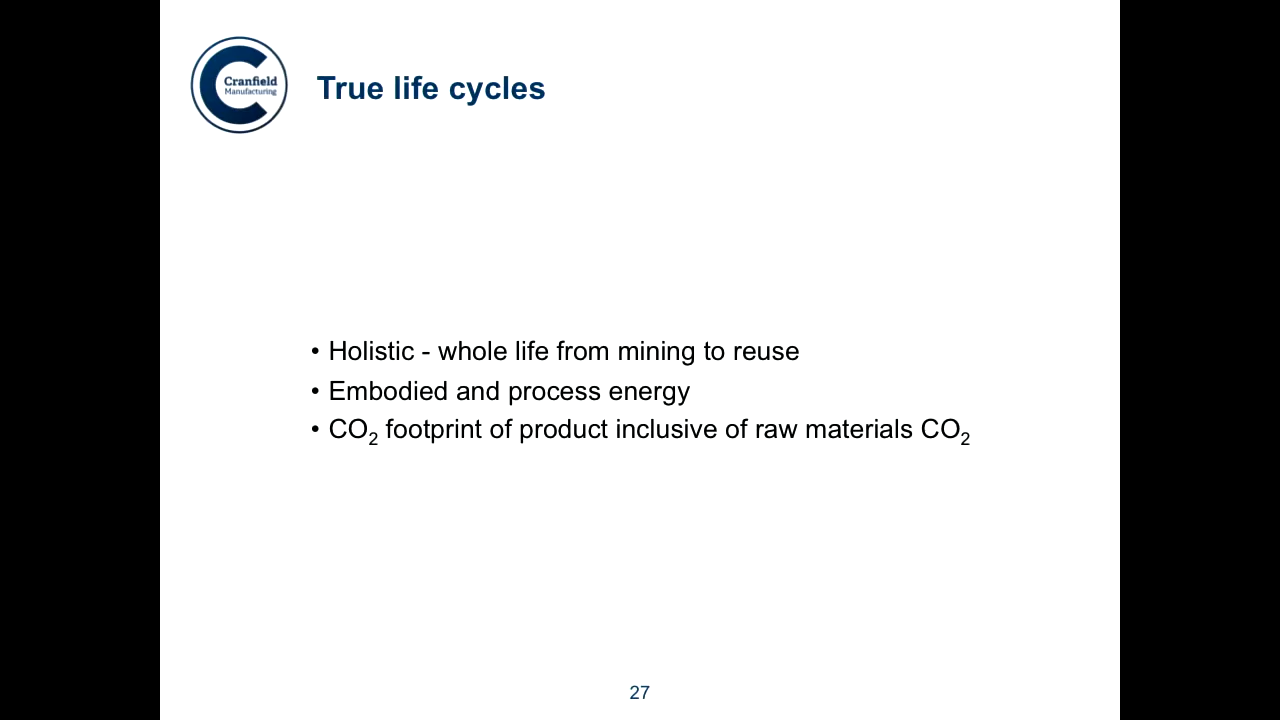 Cranfield
Manufacturing
True life cycles
• Holistic - whole life from mining to reuse
• Embodied and process energy
• CO₂ footprint of product inclusive of raw materials CO₂
27